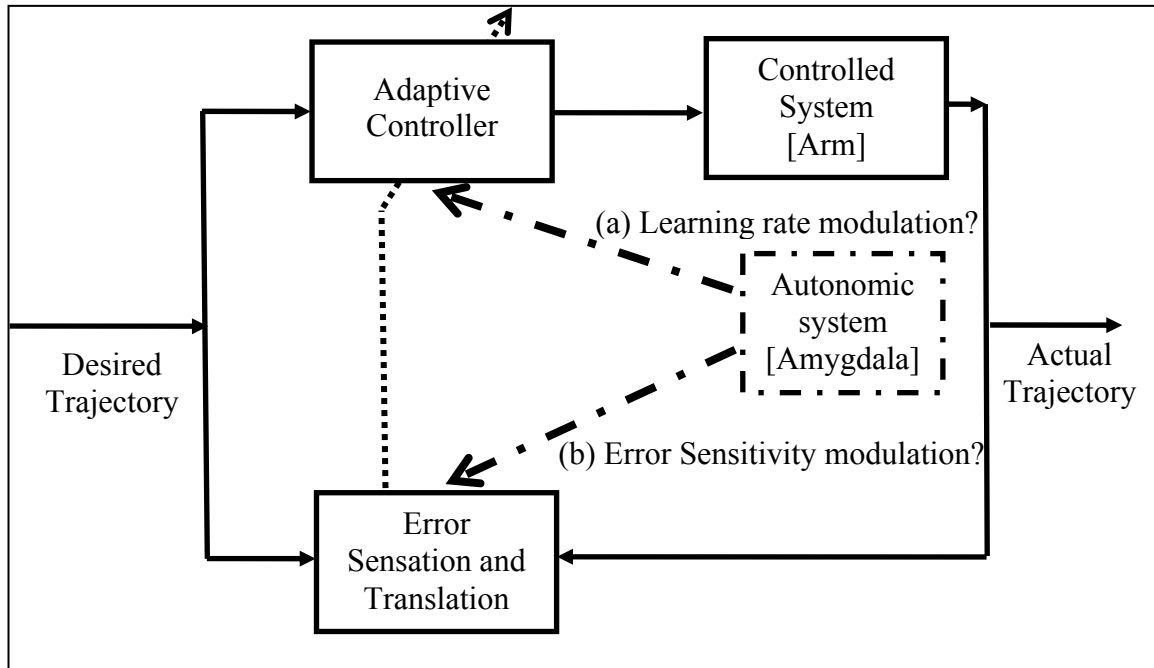 Adaptive
Controller
Controlled
System
[Arm]
(a) Learning rate modulation?
Autonomic
system
[Amygdala]
Desired
Trajectory
Actual
Trajectory
(b) Error Sensitivity modulation?
Error
Sensation and
Translation